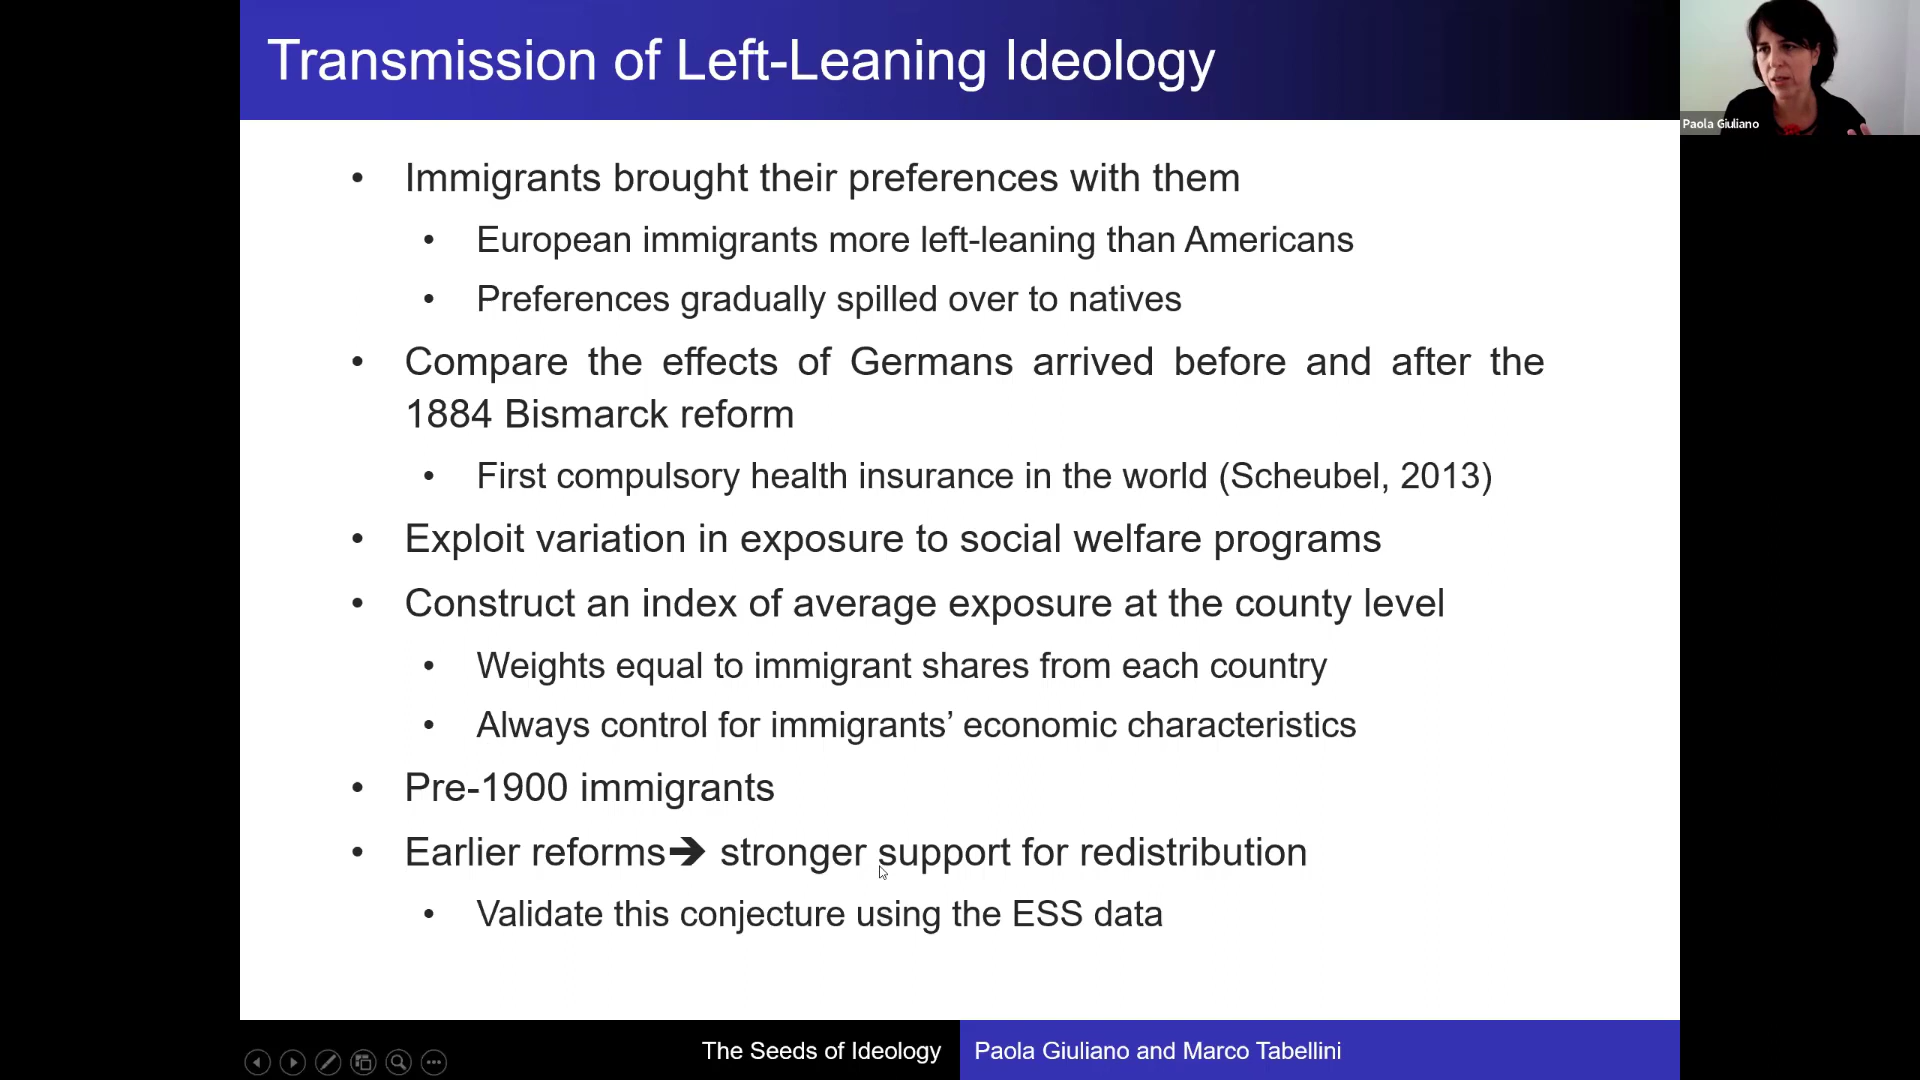 Transmission of Left-Leaning Ideology
Paola Giuliano
• Immigrants brought their preferences with them
• European immigrants more left-leaning than Americans
• Preferences gradually spilled over to natives
• Compare the effects of Germans arrived before and after the
1884 Bismarck reform
• First compulsory health insurance in the world (Scheubel, 2013)
• Exploit variation in exposure to social welfare programs
• Construct an index of average exposure at the county level
• Weights equal to immigrant shares from each country
• Always control for immigrants’ economic characteristics
• Pre-1900 immigrants
• Earlier reforms➔ stronger support for redistribution
• Validate this conjecture using the ESS data
The Seeds of Ideology
Paola Giuliano and Marco Tabellini